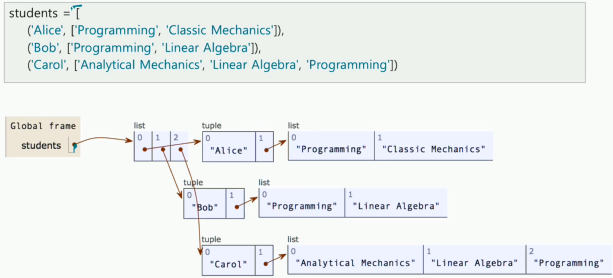 students = [
('Alice', ['Programming', 'Classic Mechanics']),
('Bob', ['Programming', 'Linear Algebra']),
('Carol', ['Analytical Mechanics', 'Linear Algebra', 'Programming'])
Global frame
students
list
0 1 2
tuple
0 1
"Alice"
list
0 1
"Programming" "Classic Mechanics"
tuple
0 1
"Bob"
list
0 1
"Programming" "Linear Algebra"
tuple
0 1
"Carol"
list
0 1 2
"Analytical Mechanics" "Linear Algebra" "Programming"